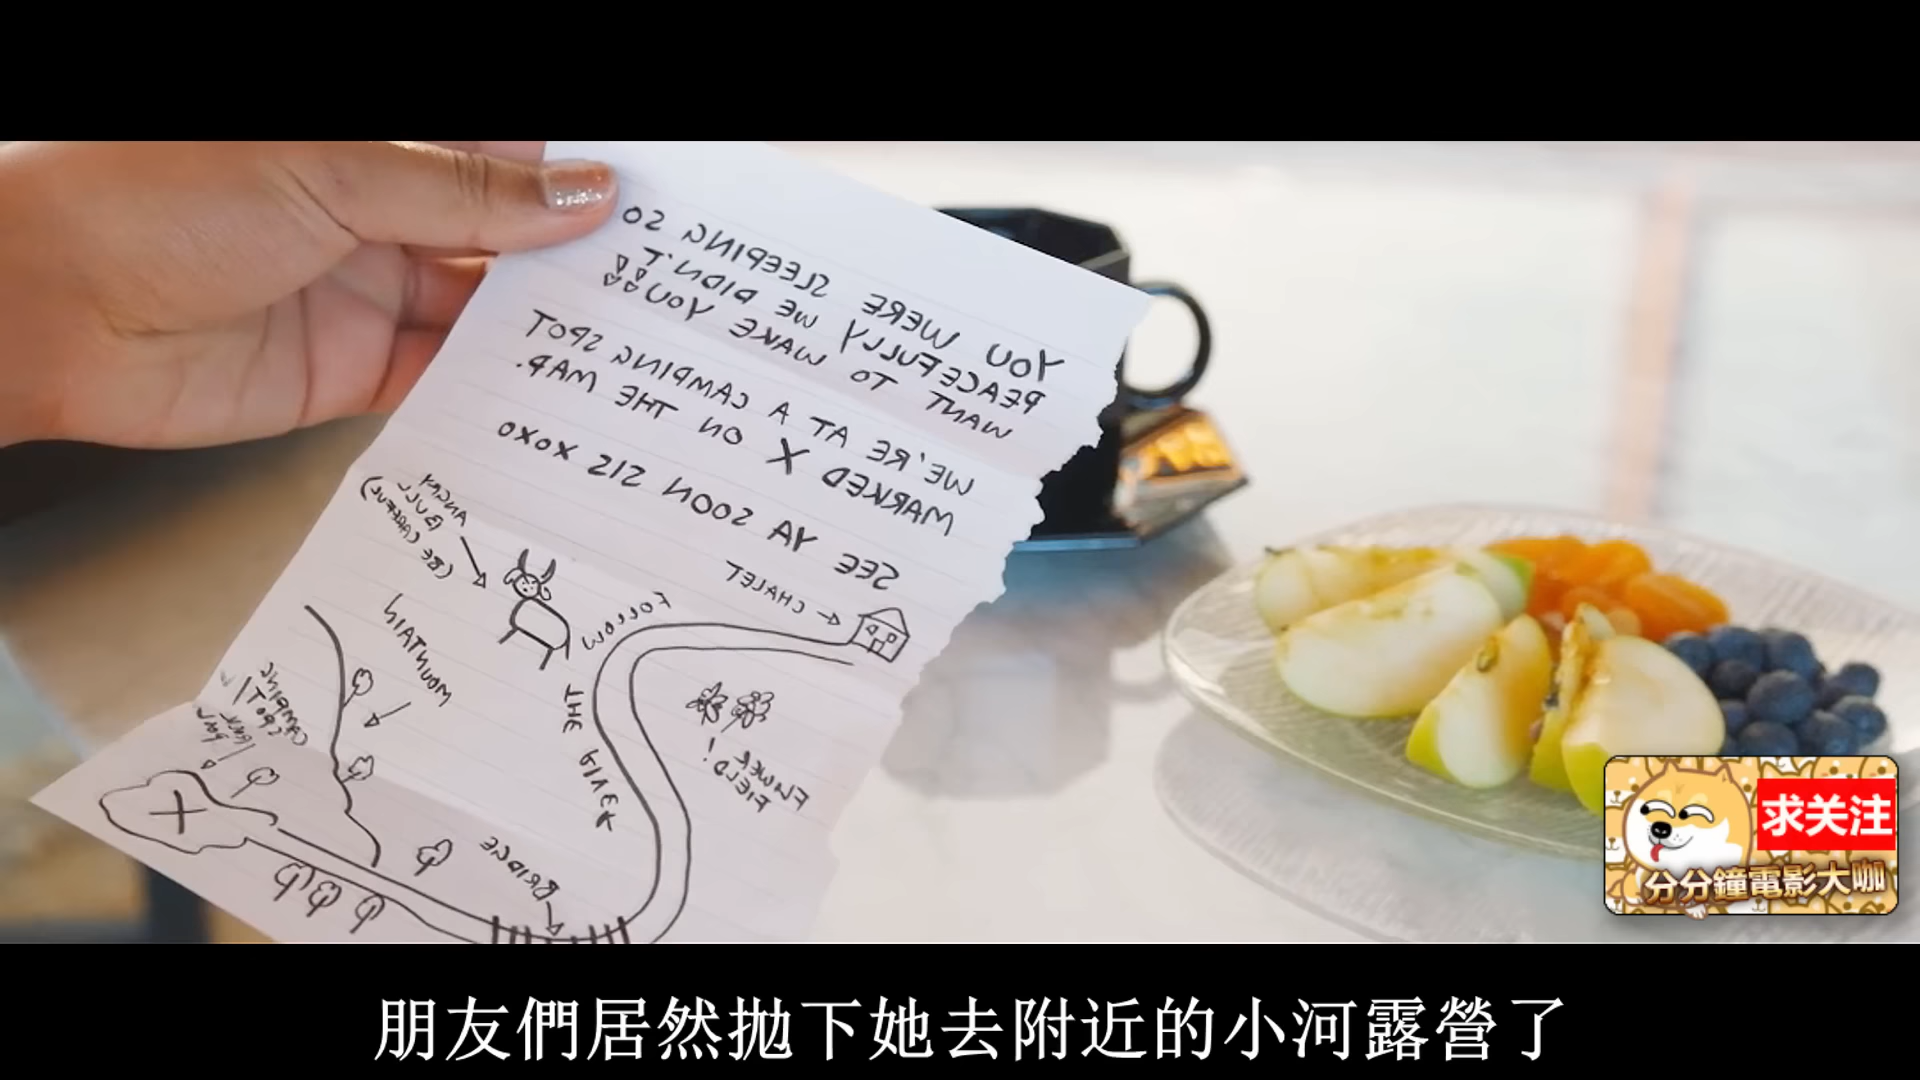 YOU WERE SLEEPING SO
PEACEFULLY WE DIDN'T
WANT TO WAKE YOU!!
WE'RE AT A CAMPING SPOT
MARKED X ON THE MAP.
SEE YA SOON SIS XOXO
ANGRY
BULL
(BE CAREFUL)
CHALET
FOLLOW
THE RIVER
MOUNTAIN
FLOWER
FIELD!
CAMPING
SPOT!
BRIDGE
X
求关注
分分鐘電影大咖
朋友們居然拋下她去附近的小河露營了